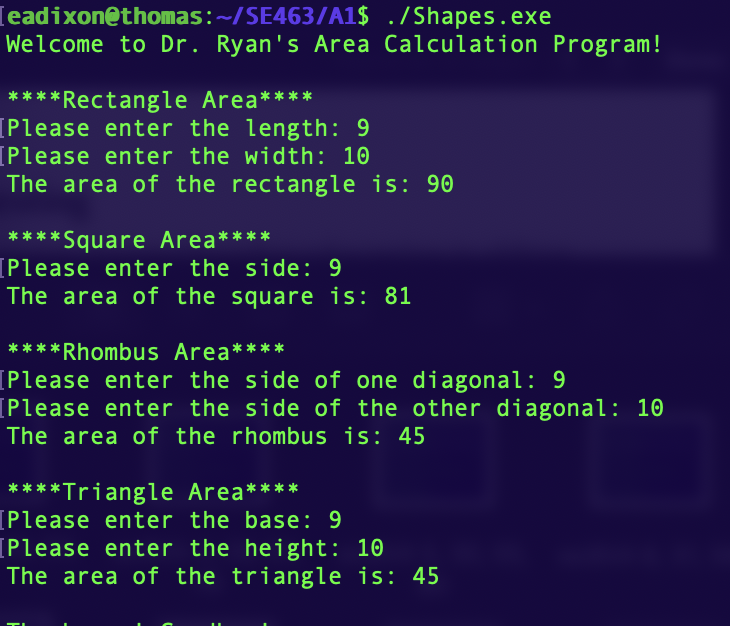 eadixon@thomas:~/SE463/A1$ ./Shapes.exe
Welcome to Dr. Ryan's Area Calculation Program!
****Rectangle Area****
Please enter the length: 9
Please enter the width: 10
The area of the rectangle is: 90
****Square Area****
Please enter the side: 9
The area of the square is: 81
****Rhombus Area****
Please enter the side of one diagonal: 9
Please enter the side of the other diagonal: 10
The area of the rhombus is: 45
****Triangle Area****
Please enter the base: 9
Please enter the height: 10
The area of the triangle is: 45